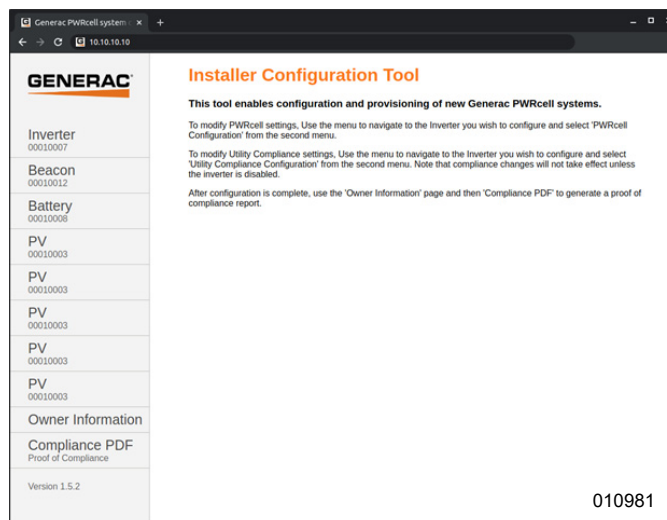 Generac PWRcell system
10.10.10.10
GENERAC
Inverter
00010007
Beacon
00010012
Battery
00010008
PV
00010003
PV
00010003
PV
00010003
PV
00010003
PV
00010003
Owner Information
Compliance PDF
Proof of Compliance
Version 1.5.2
Installer Configuration Tool
This tool enables configuration and provisioning of new Generac PWRcell systems.
To modify PWRcell settings, Use the menu to navigate to the Inverter you wish to configure and select 'PWRcell
Configuration' from the second menu.
To modify Utility Compliance settings, Use the menu to navigate to the Inverter you wish to configure and select
'Utility Compliance Configuration' from the second menu. Note that compliance changes will not take effect unless
the inverter is disabled.
After configuration is complete, use the 'Owner Information' page and then 'Compliance PDF' to generate a proof of
compliance report.
010981